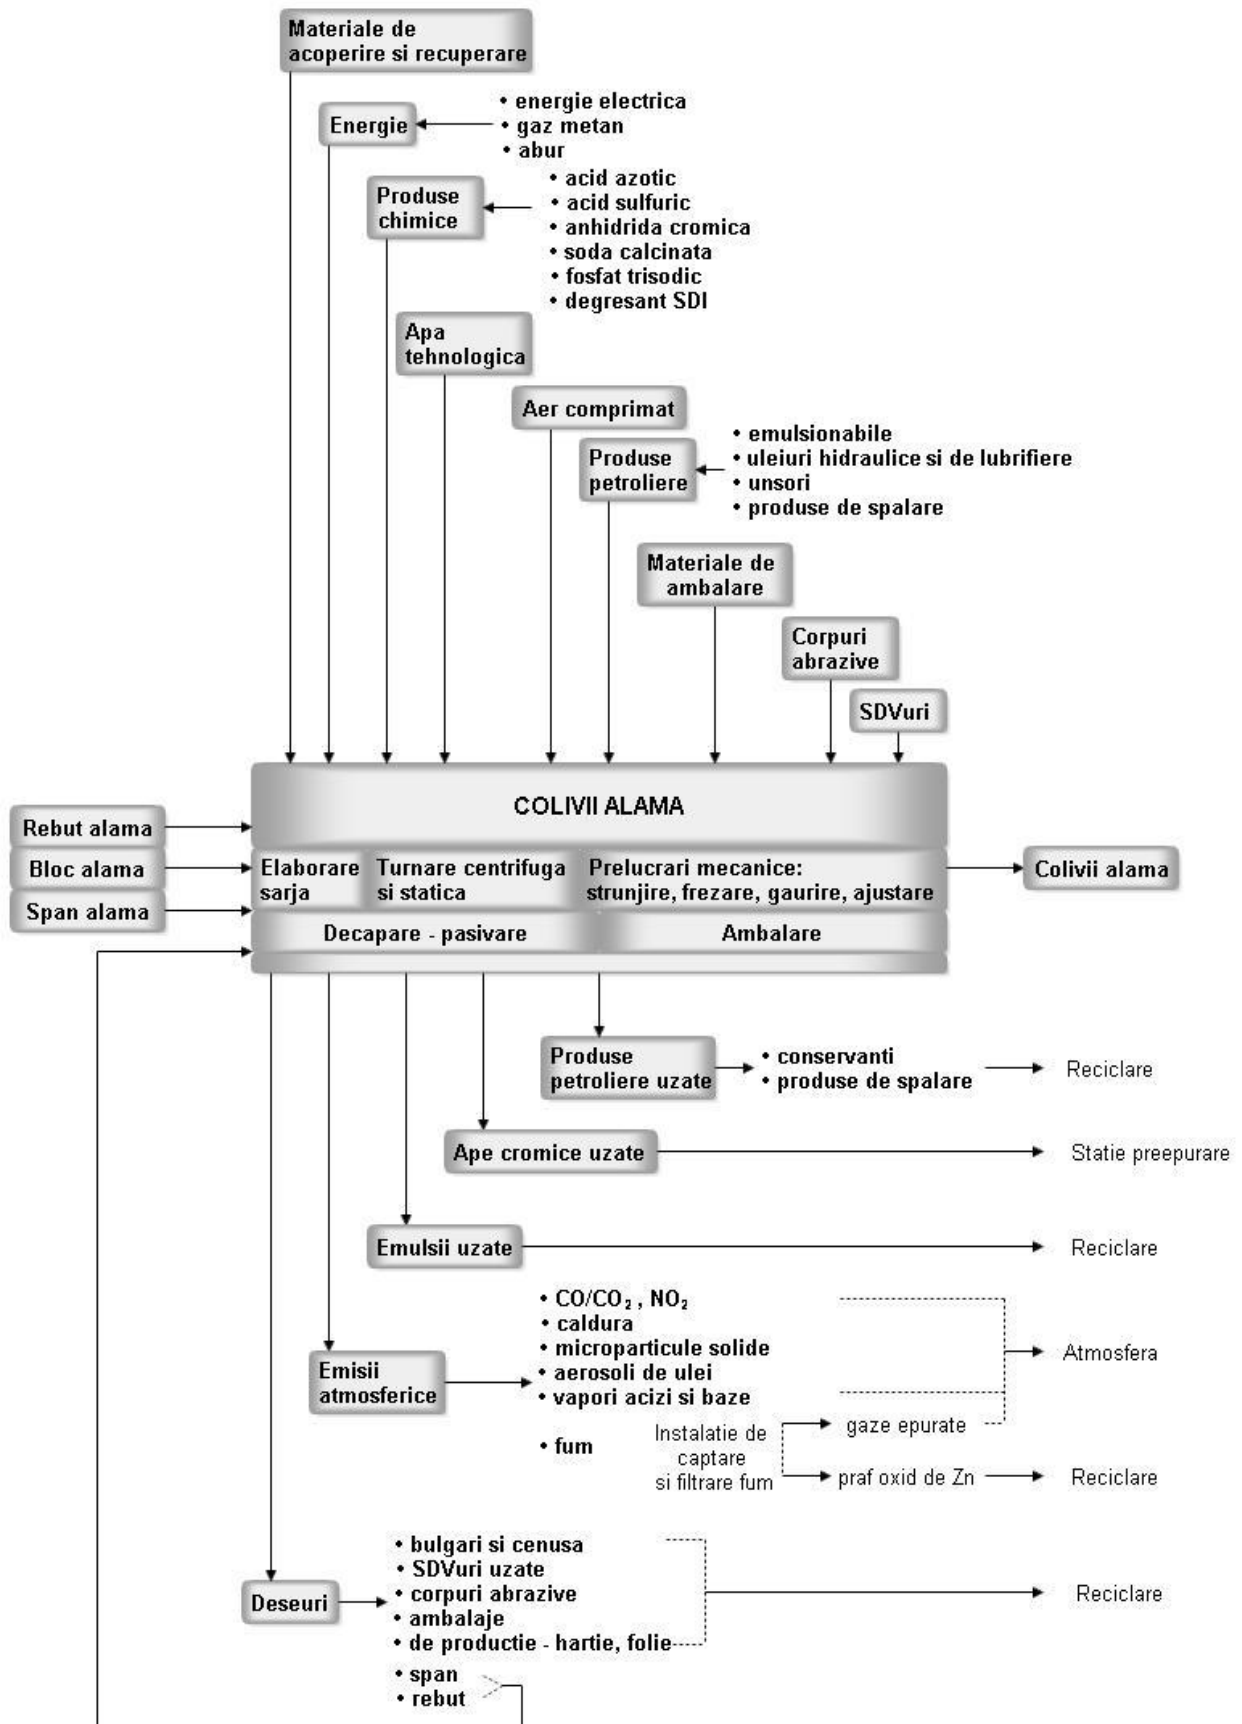 Materiale de
acoperire si recuperare
Energie
• energie electrica
• gaz metan
• abur
Produse
chimice
• acid azotic
• acid sulfuric
• anhidrida cromica
• soda calcinata
• fosfat trisodic
• degresant SDI
Apa
tehnologica
Aer comprimat
Produse
petroliere
• emulsionabile
• uleiuri hidraulice si de lubrifiere
• unsori
• produse de spalare
Materiale de
ambalare
Corpuri
abrazive
SDVuri
COLIVII ALAMA
Rebut alama
Bloc alama
Span alama
Elaborare
sarja
Turnare centrifuga
si statica
Prelucrari mecanice:
strunjire, frezare, gaurire, ajustare
Colivii alama
Decapare - pasivare
Ambalare
Produse
petroliere uzate
• conservanti
• produse de spalare
Reciclare
Ape cromice uzate
Statie preepurare
Emulsii uzate
Reciclare
Emisii
atmosferice
• CO/CO₂ , NO₂
• caldura
• microparticule solide
• aerosoli de ulei
• vapori acizi si baze
• fum
Atmosfera
Instalatie de
captare
si filtrare fum
gaze epurate
praf oxid de Zn
Reciclare
Deseuri
• bulgari si cenusa
• SDVuri uzate
• corpuri abrazive
• ambalaje
• de productie - hartie, folie
• span
• rebut
Reciclare